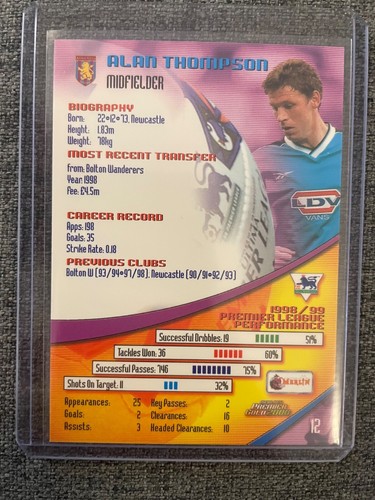 ALAN THOMPSON
MIDFIELDER
BIOGRAPHY
Born: 22•12•73, Newcastle
Height: 1.83m
Weight: 78kg
MOST RECENT TRANSFER
from: Bolton Wanderers
Year: 1998
Fee: £4.5m
CAREER RECORD
Apps: 198
Goals: 35
Strike Rate: 0.18
PREVIOUS CLUBS
Bolton W (93/94•97/98), Newcastle (90/91•92/93)
Reebok
LDV
VANS
1998/99
PREMIER LEAGUE
PERFORMANCE
Successful Dribbles: 19 51%
Tackles Won: 36 60%
Successful Passes: 746 75%
Shots On Target: 11 32%
Appearances: 25 Key Passes: 2
Goals: 2 Clearances: 16
Assists: 3 Headed Clearances: 10
PREMIER
12